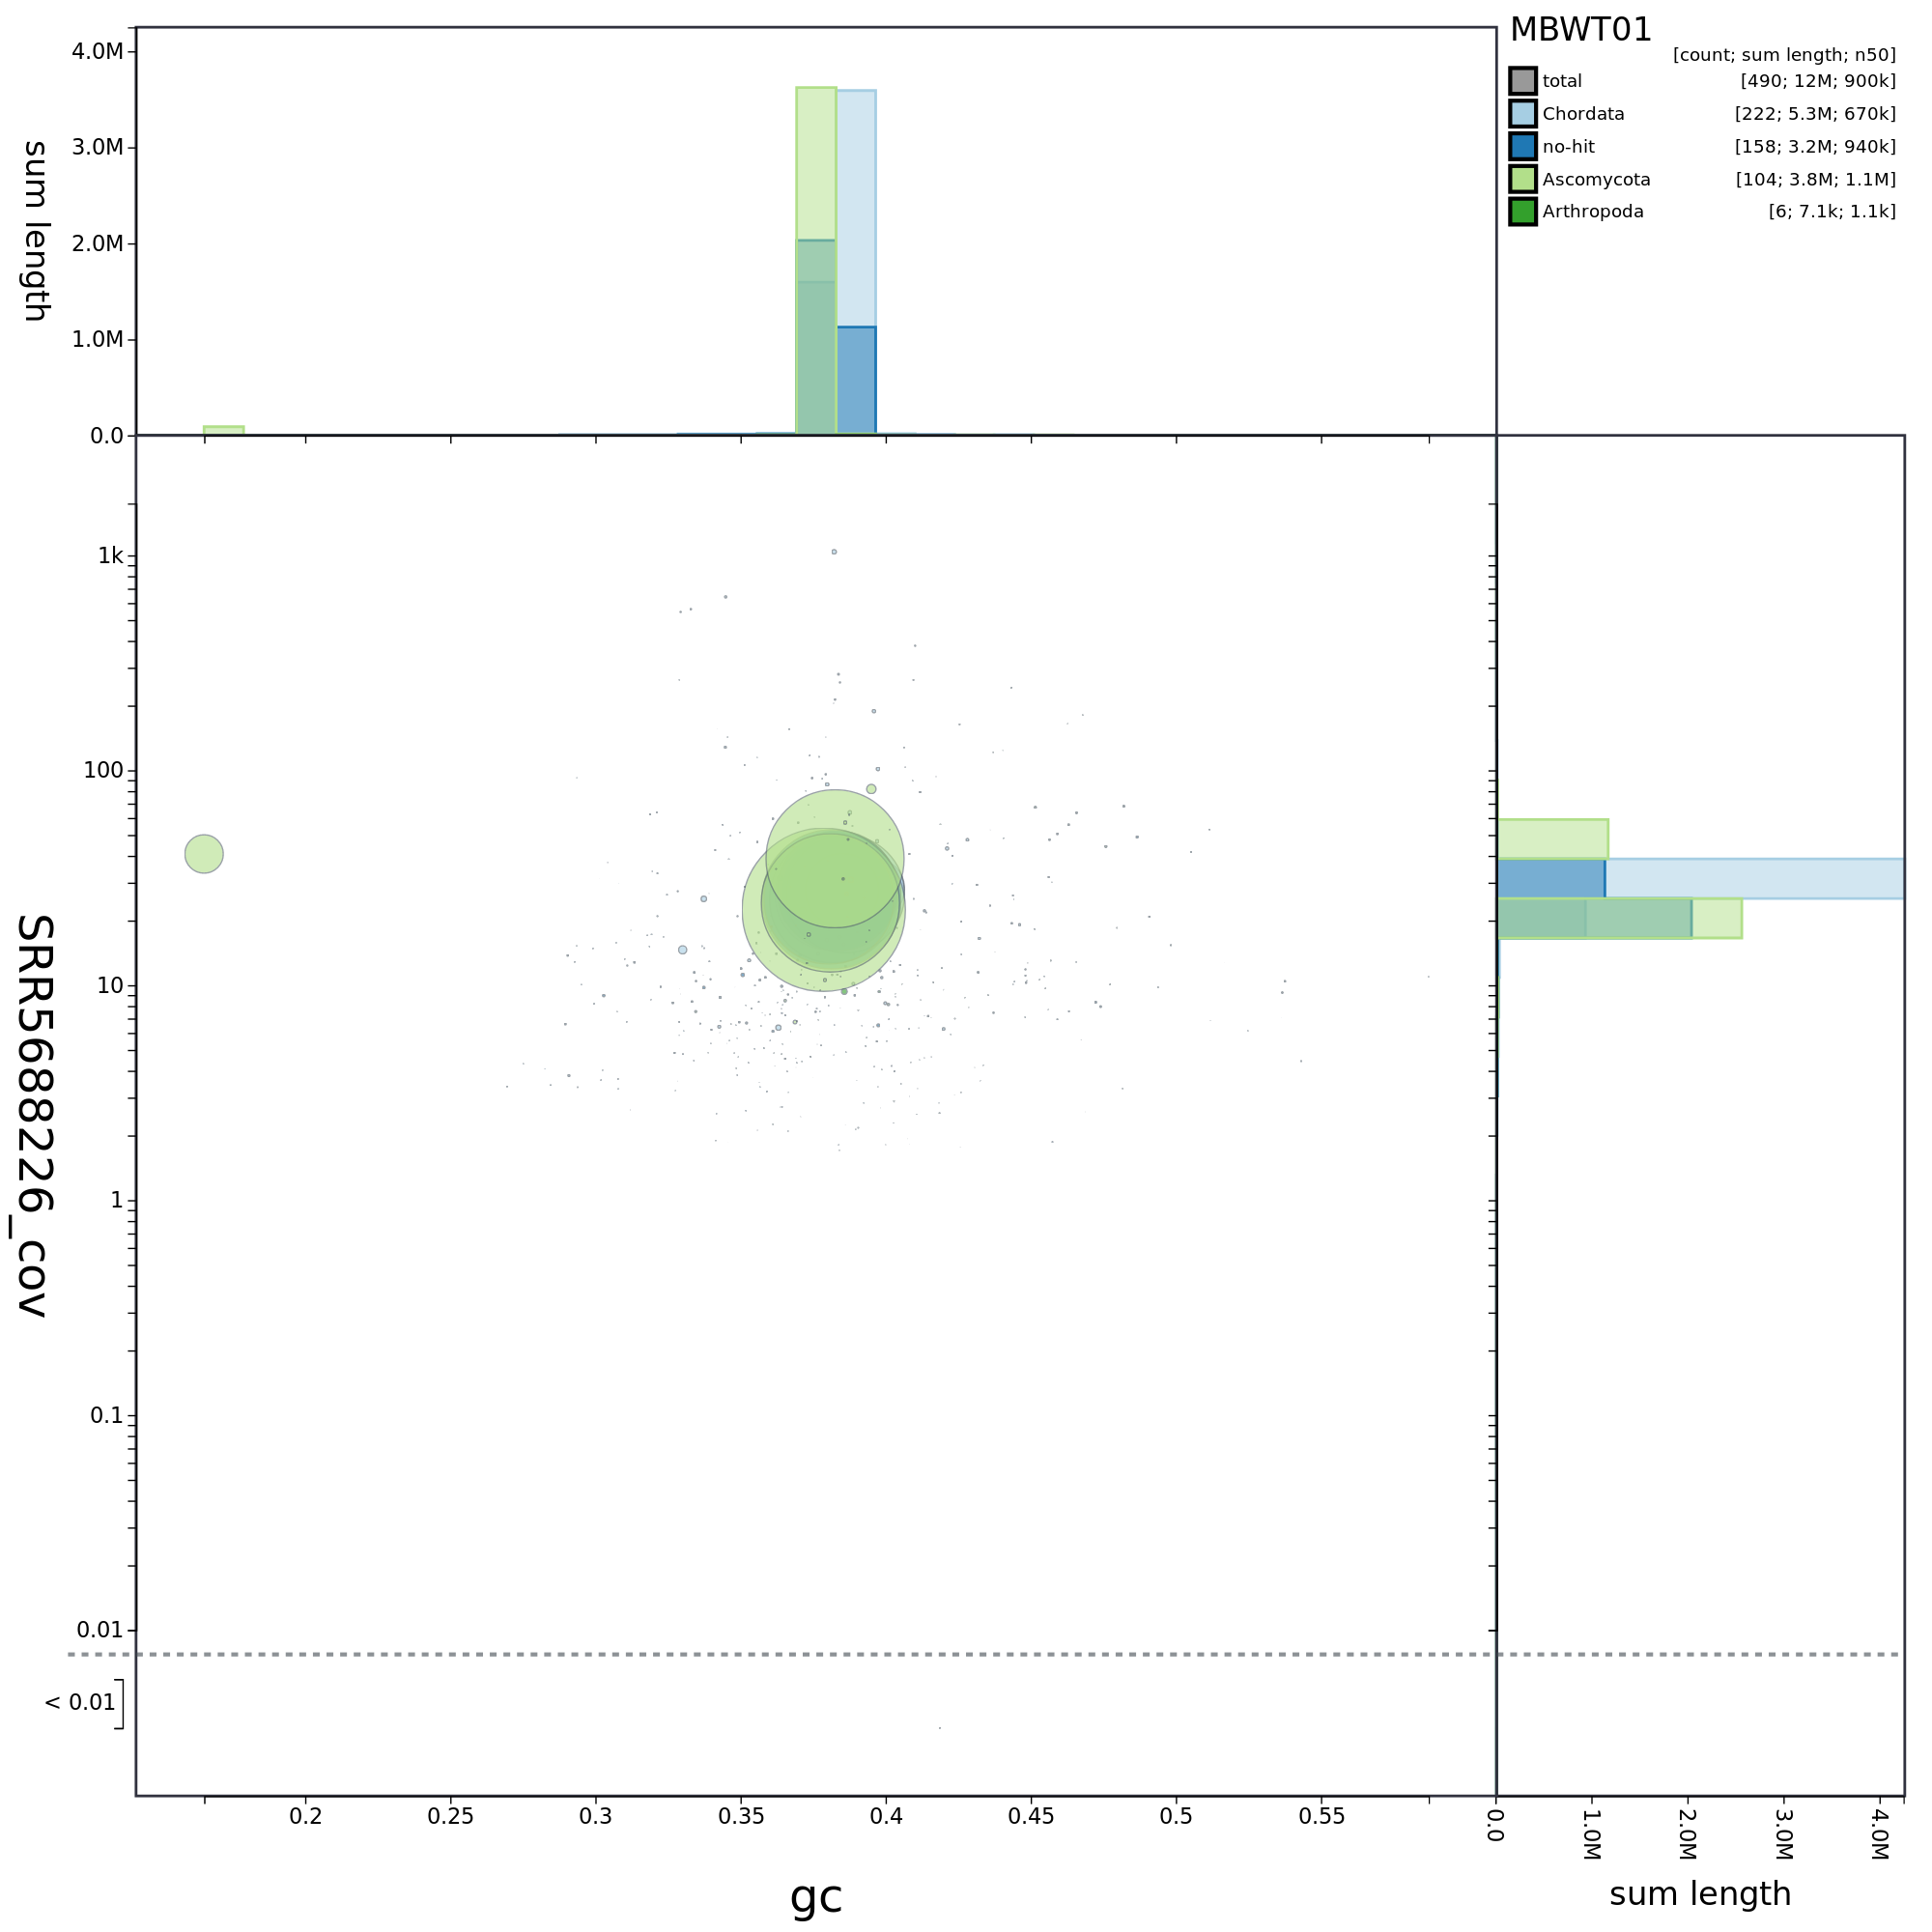 MBWT01
[count; sum length; n50]
total [490; 12M; 900k]
Chordata [222; 5.3M; 670k]
no-hit [158; 3.2M; 940k]
Ascomycota [104; 3.8M; 1.1M]
Arthropoda [6; 7.1k; 1.1k]
sum length
4.0M
3.0M
2.0M
1.0M
0.0
SRR5688226_cov
1k
100
10
1
0.1
0.01
< 0.01
0.2 0.25 0.3 0.35 0.4 0.45 0.5 0.55
gc
0.0 1.0M 2.0M 3.0M 4.0M
sum length